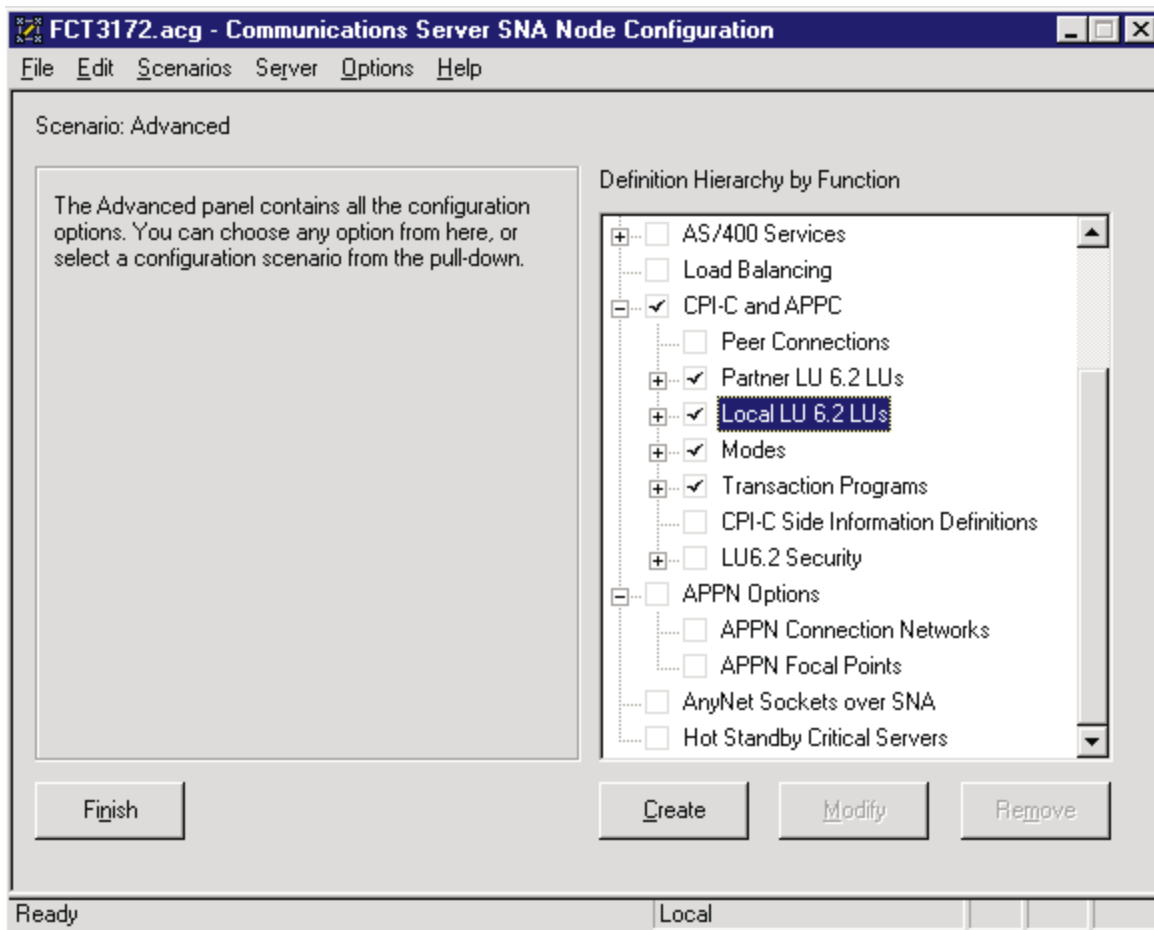 FCT3172.acg - Communications Server SNA Node Configuration
File Edit Scenarios Server Options Help
Scenario: Advanced
The Advanced panel contains all the configuration
options. You can choose any option from here, or
select a configuration scenario from the pull-down.
Definition Hierarchy by Function
AS/400 Services
Load Balancing
CPI-C and APPC
Peer Connections
Partner LU 6.2 LUs
Local LU 6.2 LUs
Modes
Transaction Programs
CPI-C Side Information Definitions
LU6.2 Security
APPN Options
APPN Connection Networks
APPN Focal Points
AnyNet Sockets over SNA
Hot Standby Critical Servers
Finish
Create
Modify
Remove
Ready
Local